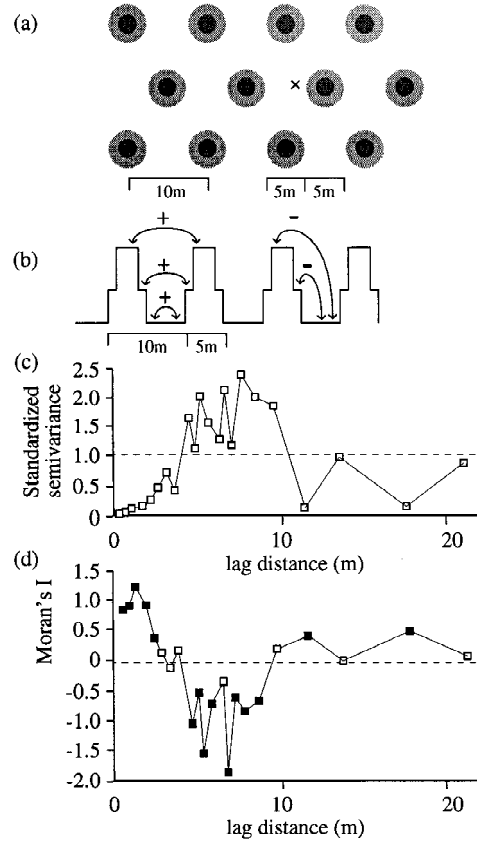 (a)
×
10m 5m 5m
(b)
+ + + - -
10m 5m
(c)
Standardized
semivariance
2.5
2.0
1.5
1.0
0.5
0
0 10 20
lag distance (m)
(d)
Moran's I
1.5
1.0
0.5
0
-0.5
-1.0
-1.5
-2.0
0 10 20
lag distance (m)